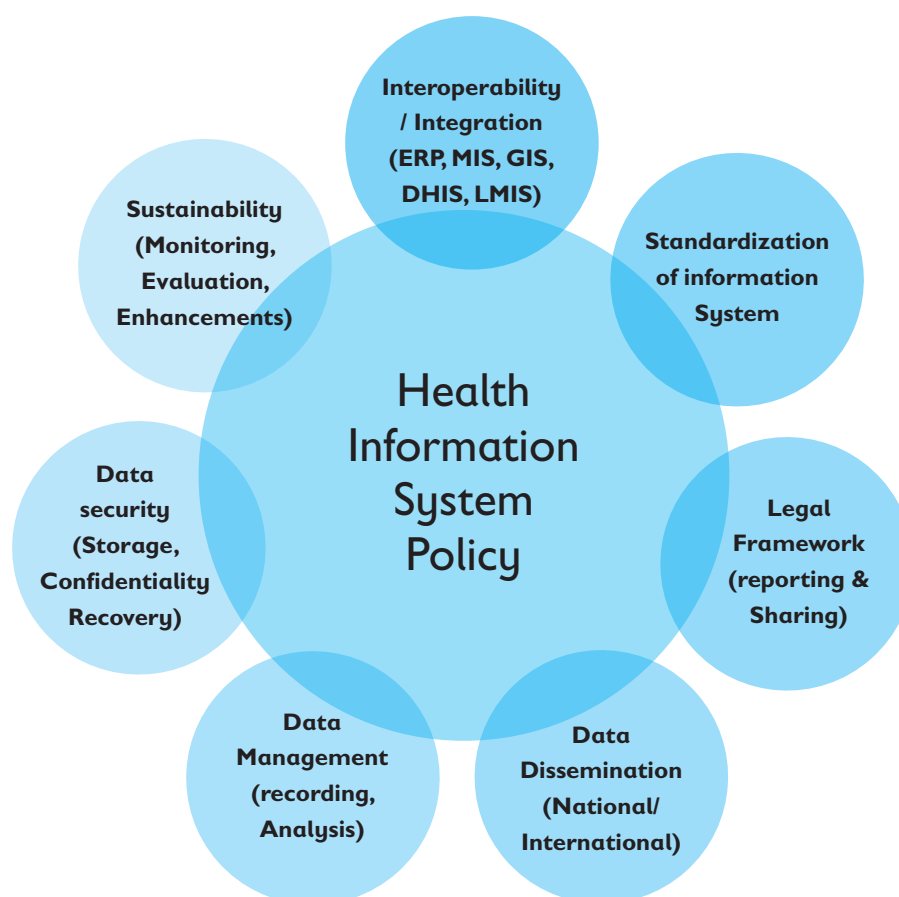 Interoperability
/ Integration
(ERP, MIS, GIS,
DHIS, LMIS)
Standardization
of information
System
Legal
Framework
(reporting &
Sharing)
Data
Dissemination
(National/
International)
Data
Management
(recording,
Analysis)
Data
security
(Storage,
Confidentiality
Recovery)
Sustainability
(Monitoring,
Evaluation,
Enhancements)
Health
Information
System
Policy